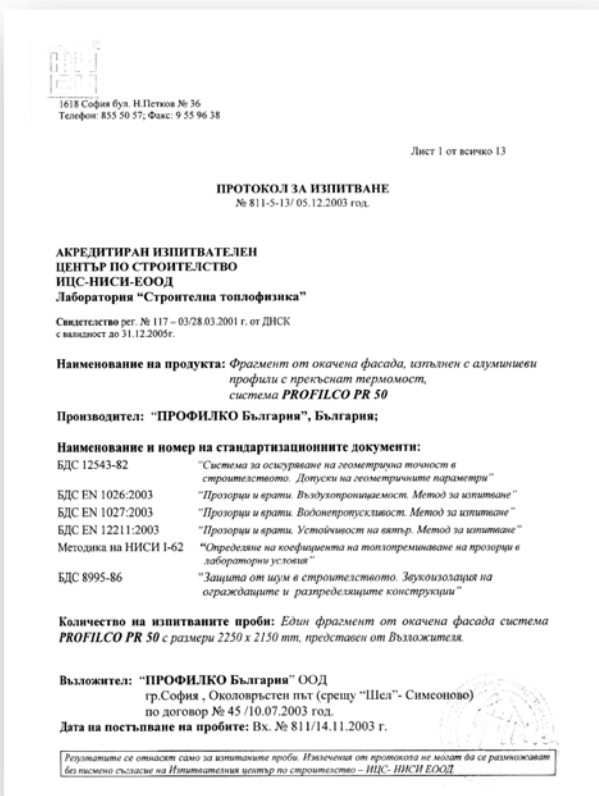 1618 София бул. Н.Петков № 36
Телефон: 855 50 57; Факс: 9 55 96 38
Лист 1 от всичко 13
ПРОТОКОЛ ЗА ИЗПИТВАНЕ
№ 811-5-13/ 05.12.2003 год.
АКРЕДИТИРАН ИЗПИТВАТЕЛЕН
ЦЕНТЪР ПО СТРОИТЕЛСТВО
ИЦС-НИСИ-ЕООД
Лаборатория “Строителна топлофизика”
Свидетелство рег. № 117 – 03/28.03.2001 г. от ДНСК
с валидност до 31.12.2005г.
Наименование на продукта: Фрагмент от окачена фасада, изпълнен с алуминиеви
профили с прекъснат термомост,
система PROFILCO PR 50
Производител: “ПРОФИЛКО България”, България;
Наименование и номер на стандартизационните документи:
БДС 12543-82 “Система за осигуряване на геометрична точност в
строителството. Допуски на геометричните параметри”
БДС EN 1026:2003 “Прозорци и врати. Въздухопроницаемост. Метод за изпитване”
БДС EN 1027:2003 “Прозорци и врати. Водонепропускливост. Метод за изпитване”
БДС EN 12211:2003 “Прозорци и врати. Устойчивост на вятър. Метод за изпитване”
Методика на НИСИ I-62 “Определяне на коефициента на топлопреминаване на прозорци в
лабораторни условия”
БДС 8995-86 “Защита от шум в строителството. Звукоизолация на
ограждащите и разпределящите конструкции”
Количество на изпитваните проби: Един фрагмент от окачена фасада система
PROFILCO PR 50 с размери 2250 x 2150 mm, представен от Възложителя.
Възложител: “ПРОФИЛКО България” ООД
гр.София , Околовръстен път (срещу “Шел”- Симеоново)
по договор № 45 /10.07.2003 год.
Дата на постъпване на пробите: Вх. № 811/14.11.2003 г.
Резултатите се отнасят само за изпитаните проби. Извлечения от протокола не могат да се размножават
без писмено съгласие на Изпитвателния център по строителство – ИЦС- НИСИ ЕООД